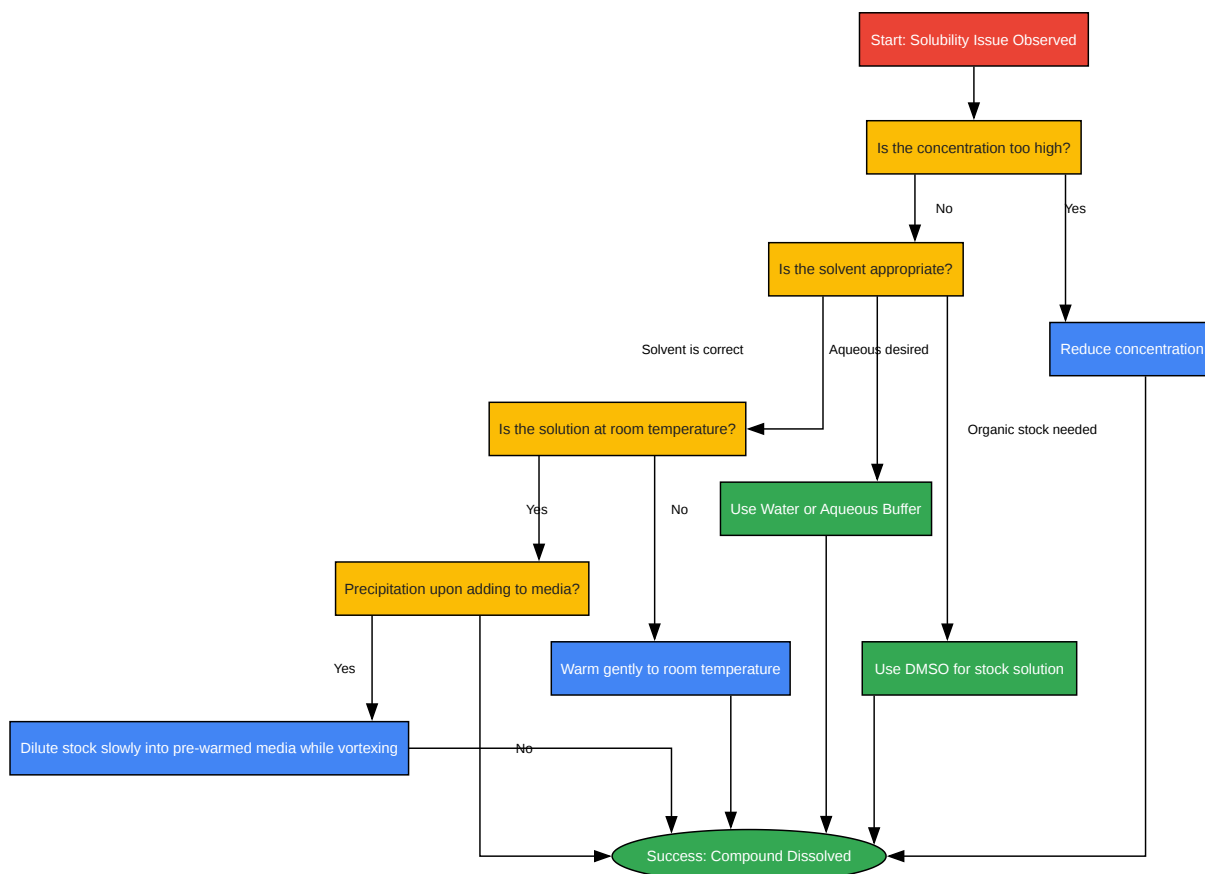 Start: Solubility Issue Observed
Is the concentration too high?
No
Yes
Is the solvent appropriate?
Solvent is correct
Aqueous desired
Reduce concentration
Is the solution at room temperature?
Organic stock needed
Yes
No
Use Water or Aqueous Buffer
Precipitation upon adding to media?
Yes
Warm gently to room temperature
Use DMSO for stock solution
Dilute stock slowly into pre-warmed media while vortexing
No
Success: Compound Dissolved